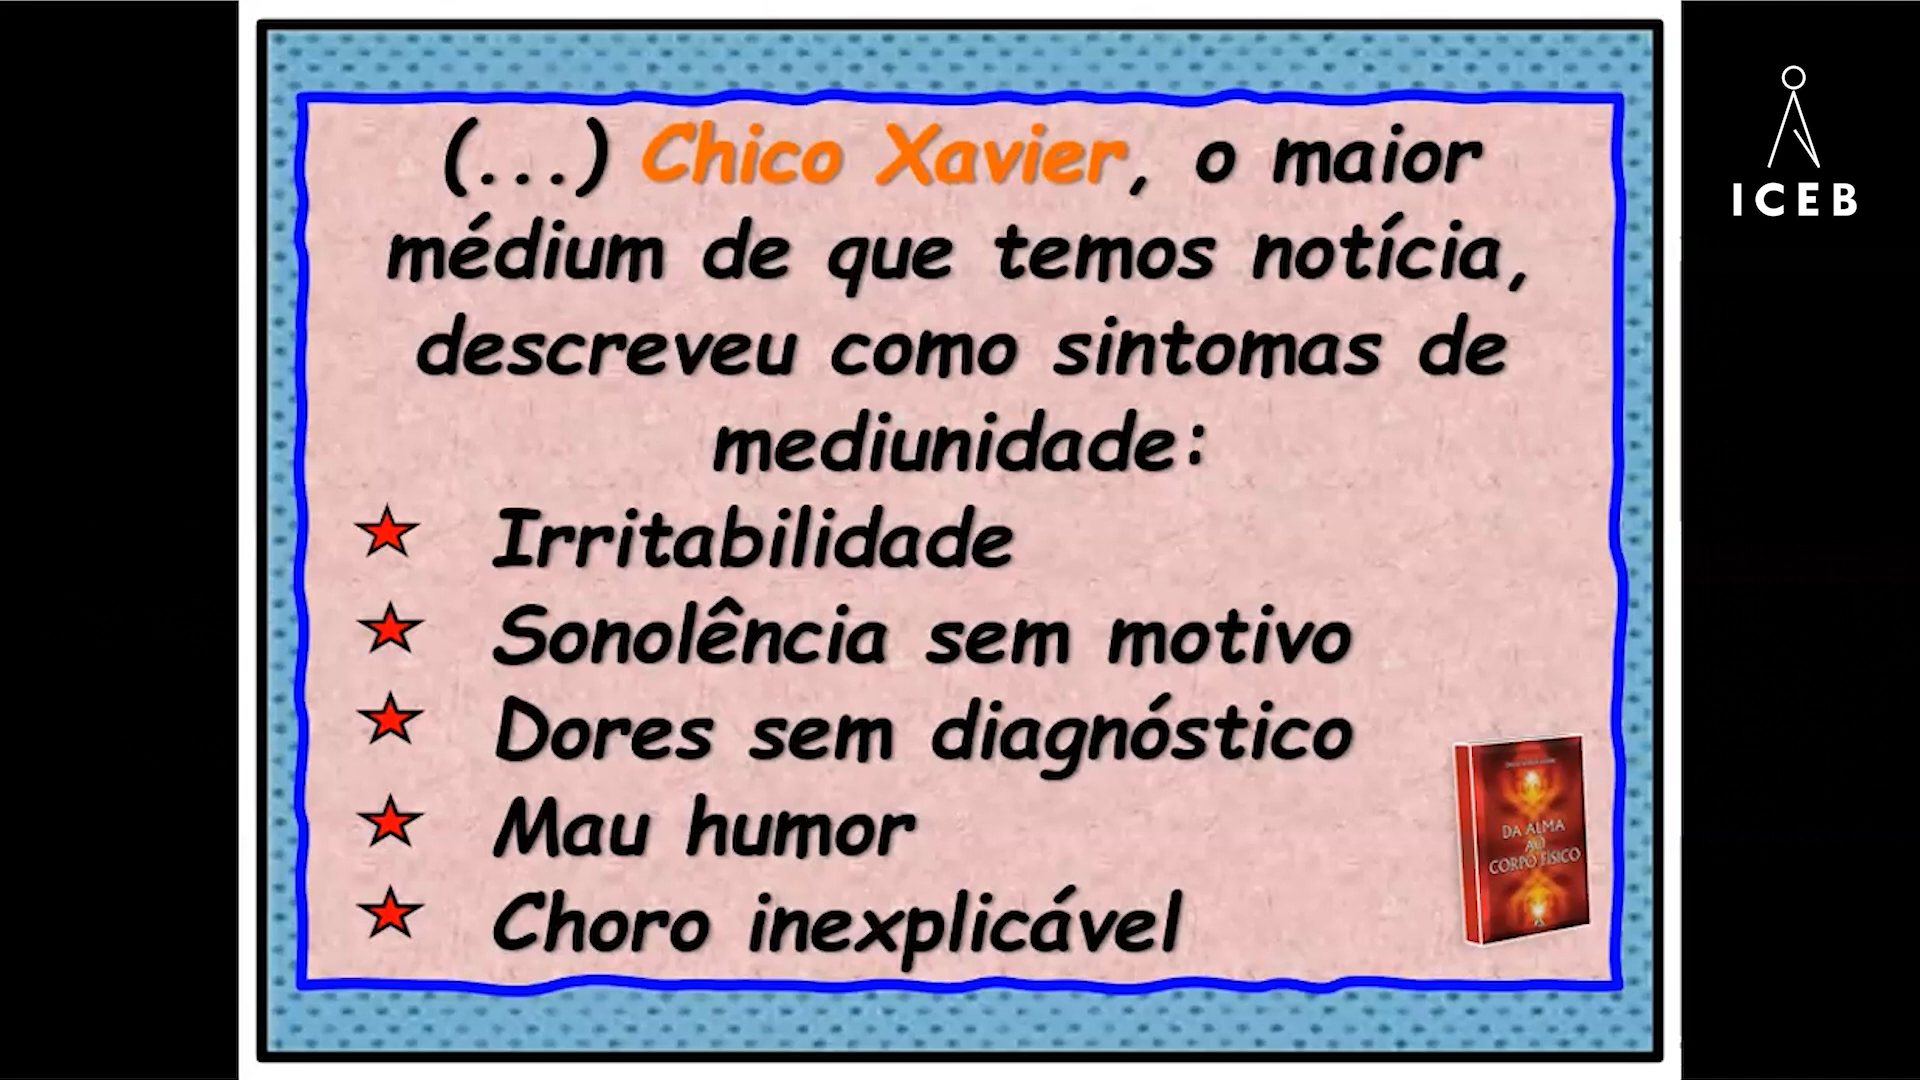 (...) Chico Xavier, o maior
médium de que temos notícia,
descreveu como sintomas de
mediunidade:
Irritabilidade
Sonolência sem motivo
Dores sem diagnóstico
Mau humor
Choro inexplicável
DA ALMA
AO
CORPO FÍSICO
ICEB